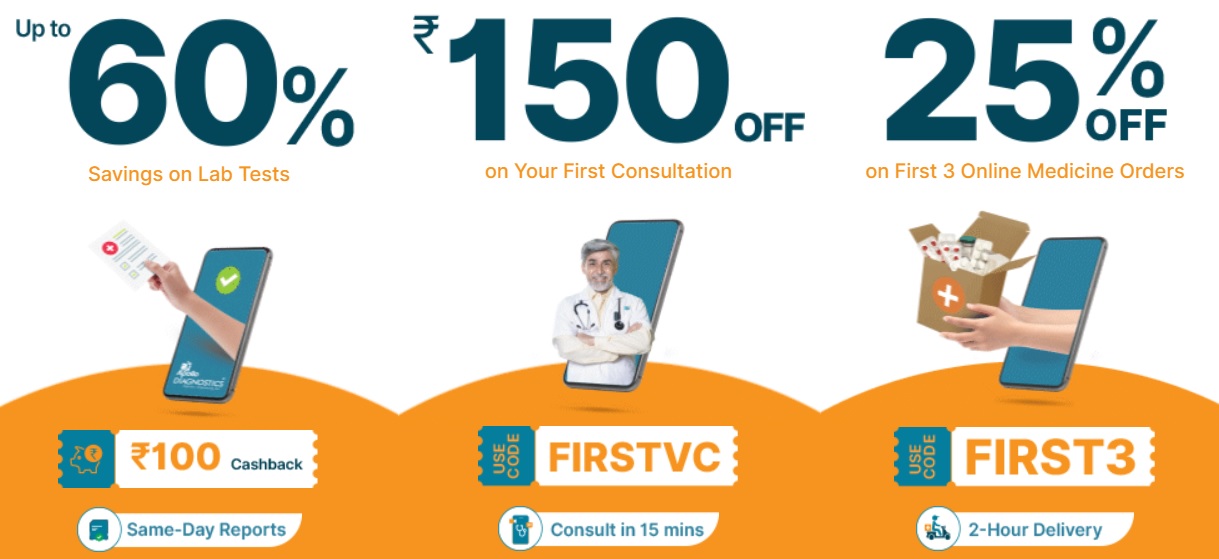 Up to
60%
Savings on Lab Tests
Apollo
DIAGNOSTICS
₹100 Cashback
Same-Day Reports
₹150 OFF
on Your First Consultation
USE CODE
FIRSTVC
Consult in 15 mins
25% OFF
on First 3 Online Medicine Orders
USE CODE
FIRST3
2-Hour Delivery